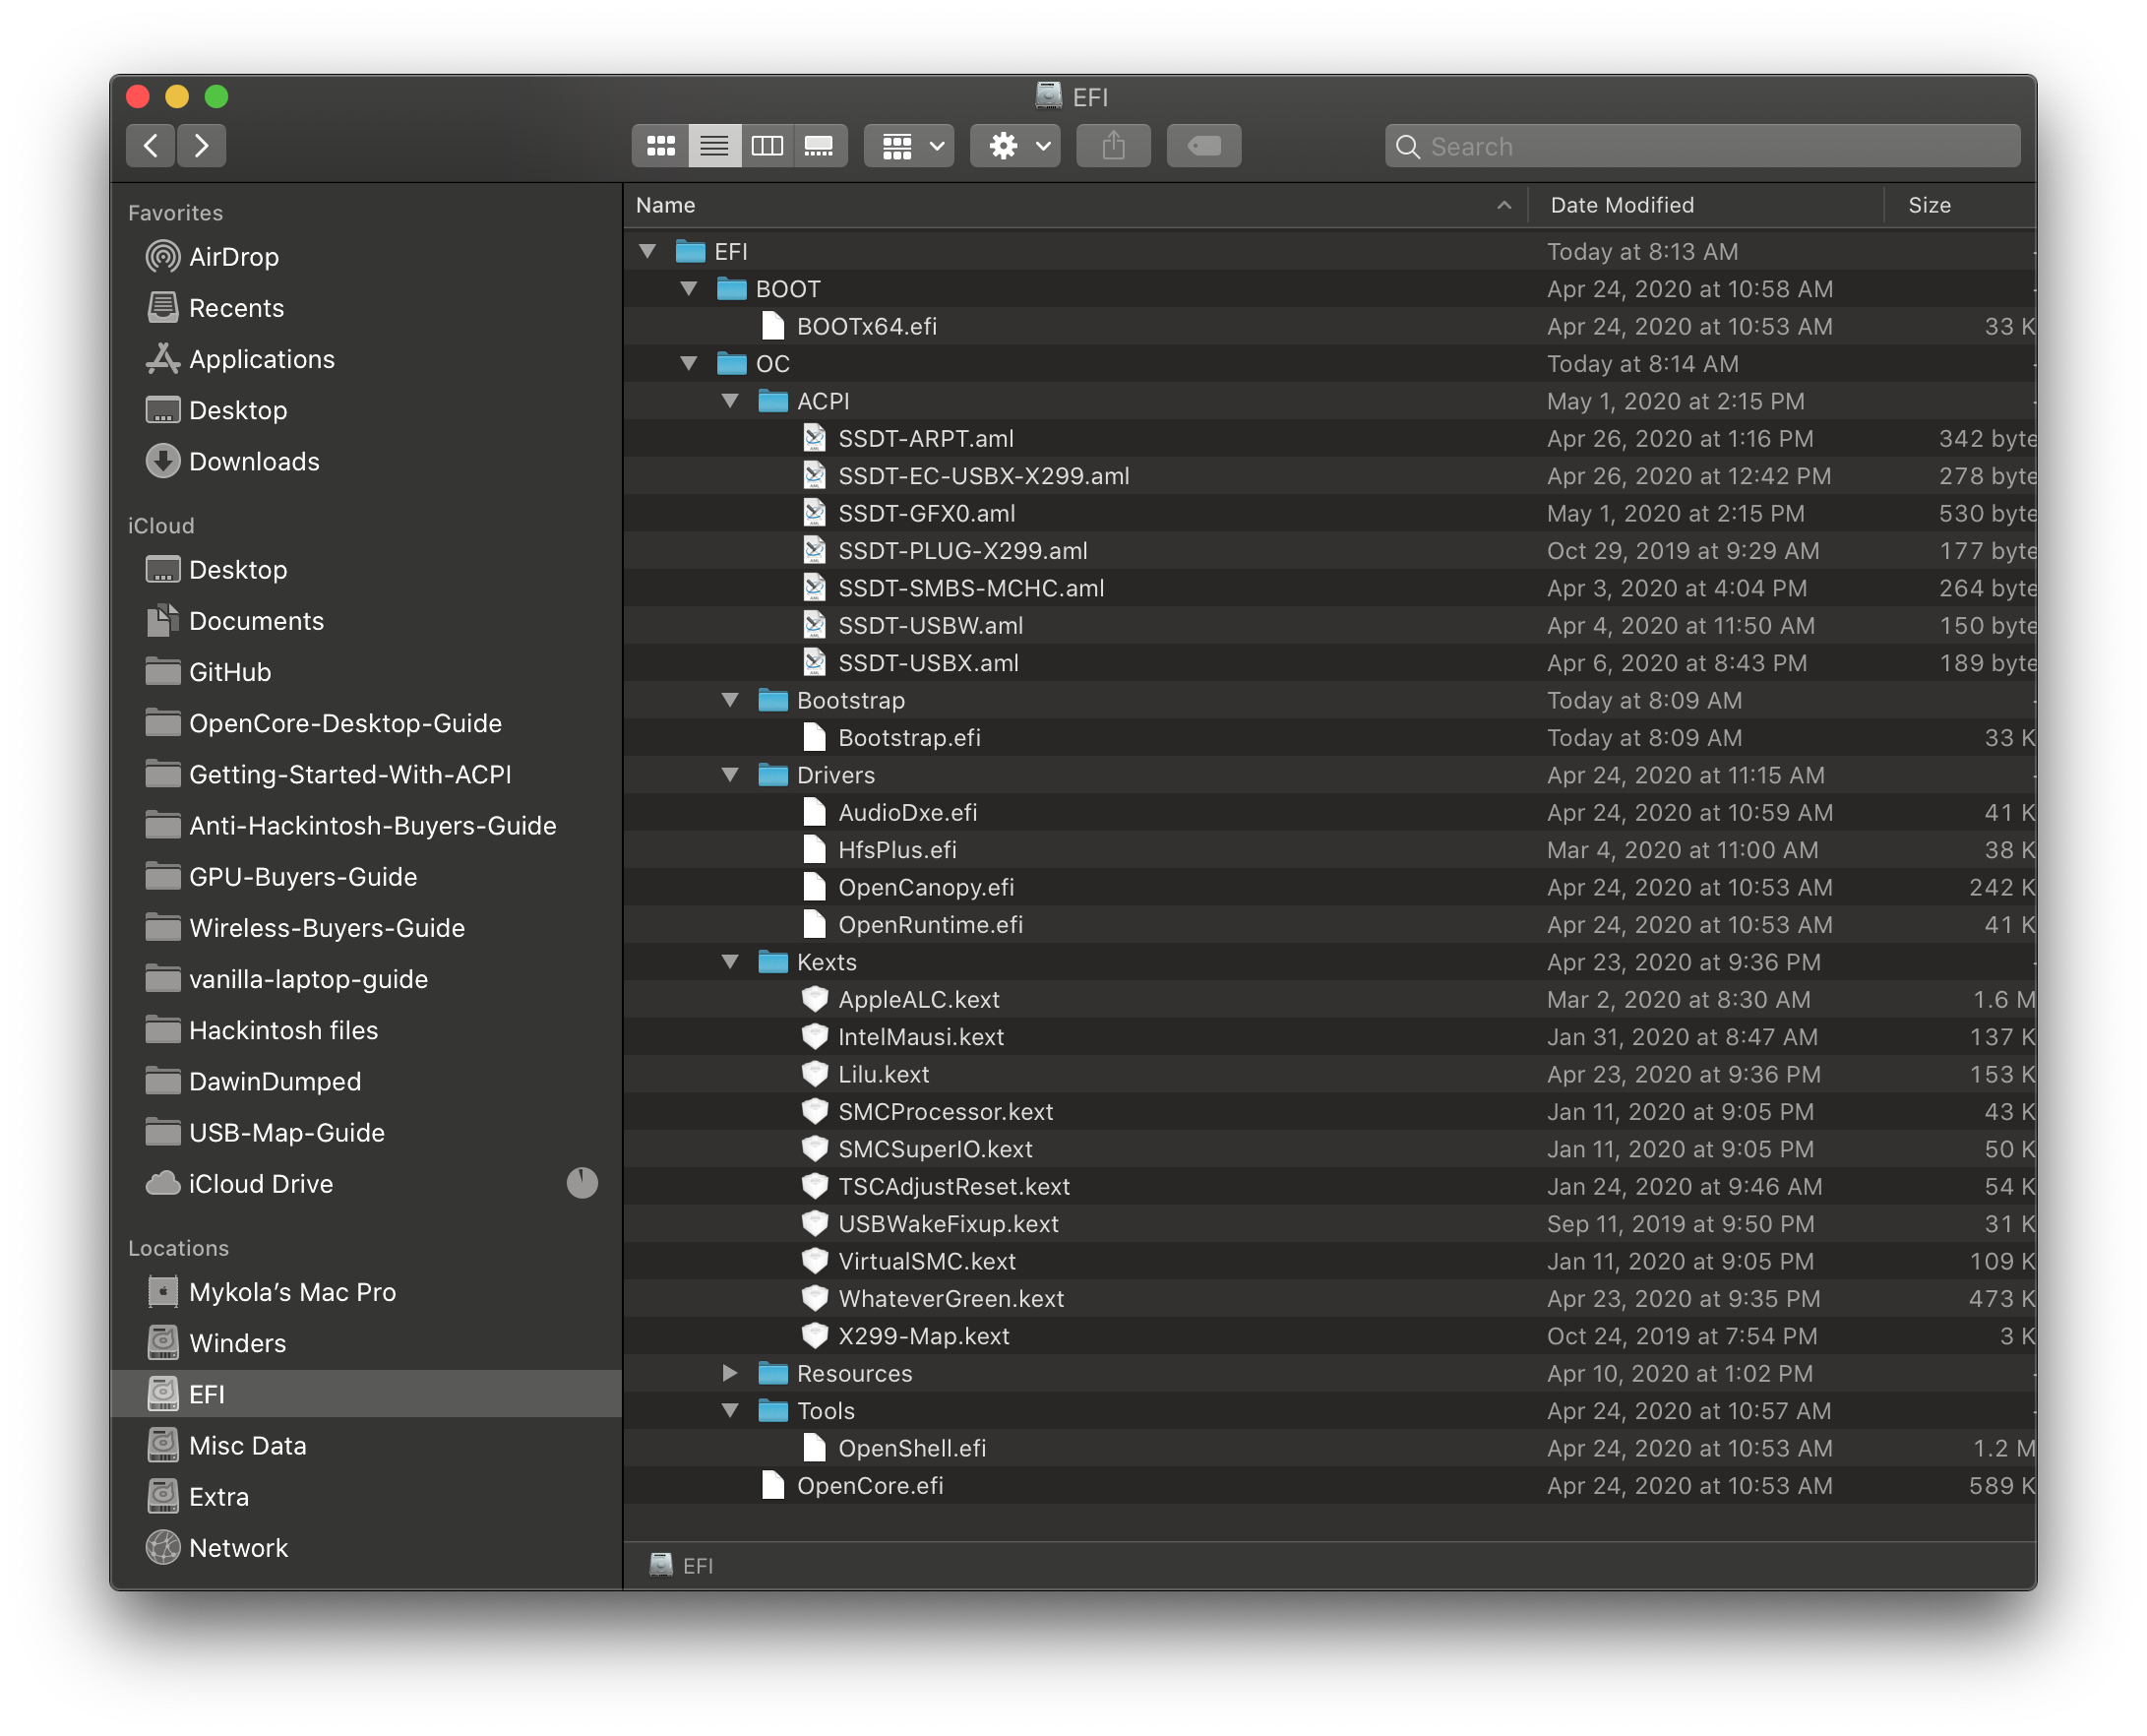 EFI
Search
Favorites
AirDrop
Recents
Applications
Desktop
Downloads
iCloud
Desktop
Documents
GitHub
OpenCore-Desktop-Guide
Getting-Started-With-ACPI
Anti-Hackintosh-Buyers-Guide
GPU-Buyers-Guide
Wireless-Buyers-Guide
vanilla-laptop-guide
Hackintosh files
DawinDumped
USB-Map-Guide
iCloud Drive
Locations
Mykola's Mac Pro
Winders
EFI
Misc Data
Extra
Network
Name Date Modified Size
EFI Today at 8:13 AM
BOOT Apr 24, 2020 at 10:58 AM
BOOTx64.efi Apr 24, 2020 at 10:53 AM 33 K
OC Today at 8:14 AM
ACPI May 1, 2020 at 2:15 PM
SSDT-ARPT.aml Apr 26, 2020 at 1:16 PM 342 byte
SSDT-EC-USBX-X299.aml Apr 26, 2020 at 12:42 PM 278 byte
SSDT-GFX0.aml May 1, 2020 at 2:15 PM 530 byte
SSDT-PLUG-X299.aml Oct 29, 2019 at 9:29 AM 177 byte
SSDT-SMBS-MCHC.aml Apr 3, 2020 at 4:04 PM 264 byte
SSDT-USBW.aml Apr 4, 2020 at 11:50 AM 150 byte
SSDT-USBX.aml Apr 6, 2020 at 8:43 PM 189 byte
Bootstrap Today at 8:09 AM
Bootstrap.efi Today at 8:09 AM 33 K
Drivers Apr 24, 2020 at 11:15 AM
AudioDxe.efi Apr 24, 2020 at 10:59 AM 41 K
HfsPlus.efi Mar 4, 2020 at 11:00 AM 38 K
OpenCanopy.efi Apr 24, 2020 at 10:53 AM 242 K
OpenRuntime.efi Apr 24, 2020 at 10:53 AM 41 K
Kexts Apr 23, 2020 at 9:36 PM
AppleALC.kext Mar 2, 2020 at 8:30 AM 1.6 M
IntelMausi.kext Jan 31, 2020 at 8:47 AM 137 K
Lilu.kext Apr 23, 2020 at 9:36 PM 153 K
SMCProcessor.kext Jan 11, 2020 at 9:05 PM 43 K
SMCSuperIO.kext Jan 11, 2020 at 9:05 PM 50 K
TSCAdjustReset.kext Jan 24, 2020 at 9:46 AM 54 K
USBWakeFixup.kext Sep 11, 2019 at 9:50 PM 31 K
VirtualSMC.kext Jan 11, 2020 at 9:05 PM 109 K
WhateverGreen.kext Apr 23, 2020 at 9:35 PM 473 K
X299-Map.kext Oct 24, 2019 at 7:54 PM 3 K
Resources Apr 10, 2020 at 1:02 PM
Tools Apr 24, 2020 at 10:57 AM
OpenShell.efi Apr 24, 2020 at 10:53 AM 1.2 M
OpenCore.efi Apr 24, 2020 at 10:53 AM 589 K
EFI